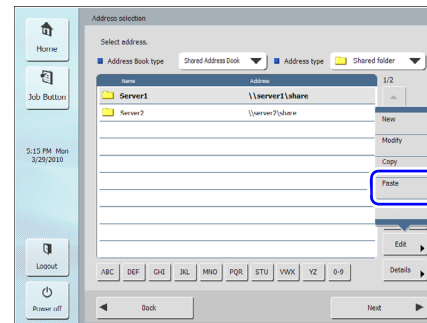 Address selection
Home
Select address.
Address Book type Shared Address Book Address type Shared folder
Name Address 1/2
Job Button
Server1 \\server1\share
Server2 \\server2\share
New
Modify
5:15 PM Mon
3/29/2010
Copy
Paste
Edit
Logout
ABC DEF GHI JKL MNO PQR STU VWX YZ 0-9 Details
Power off
Back Next